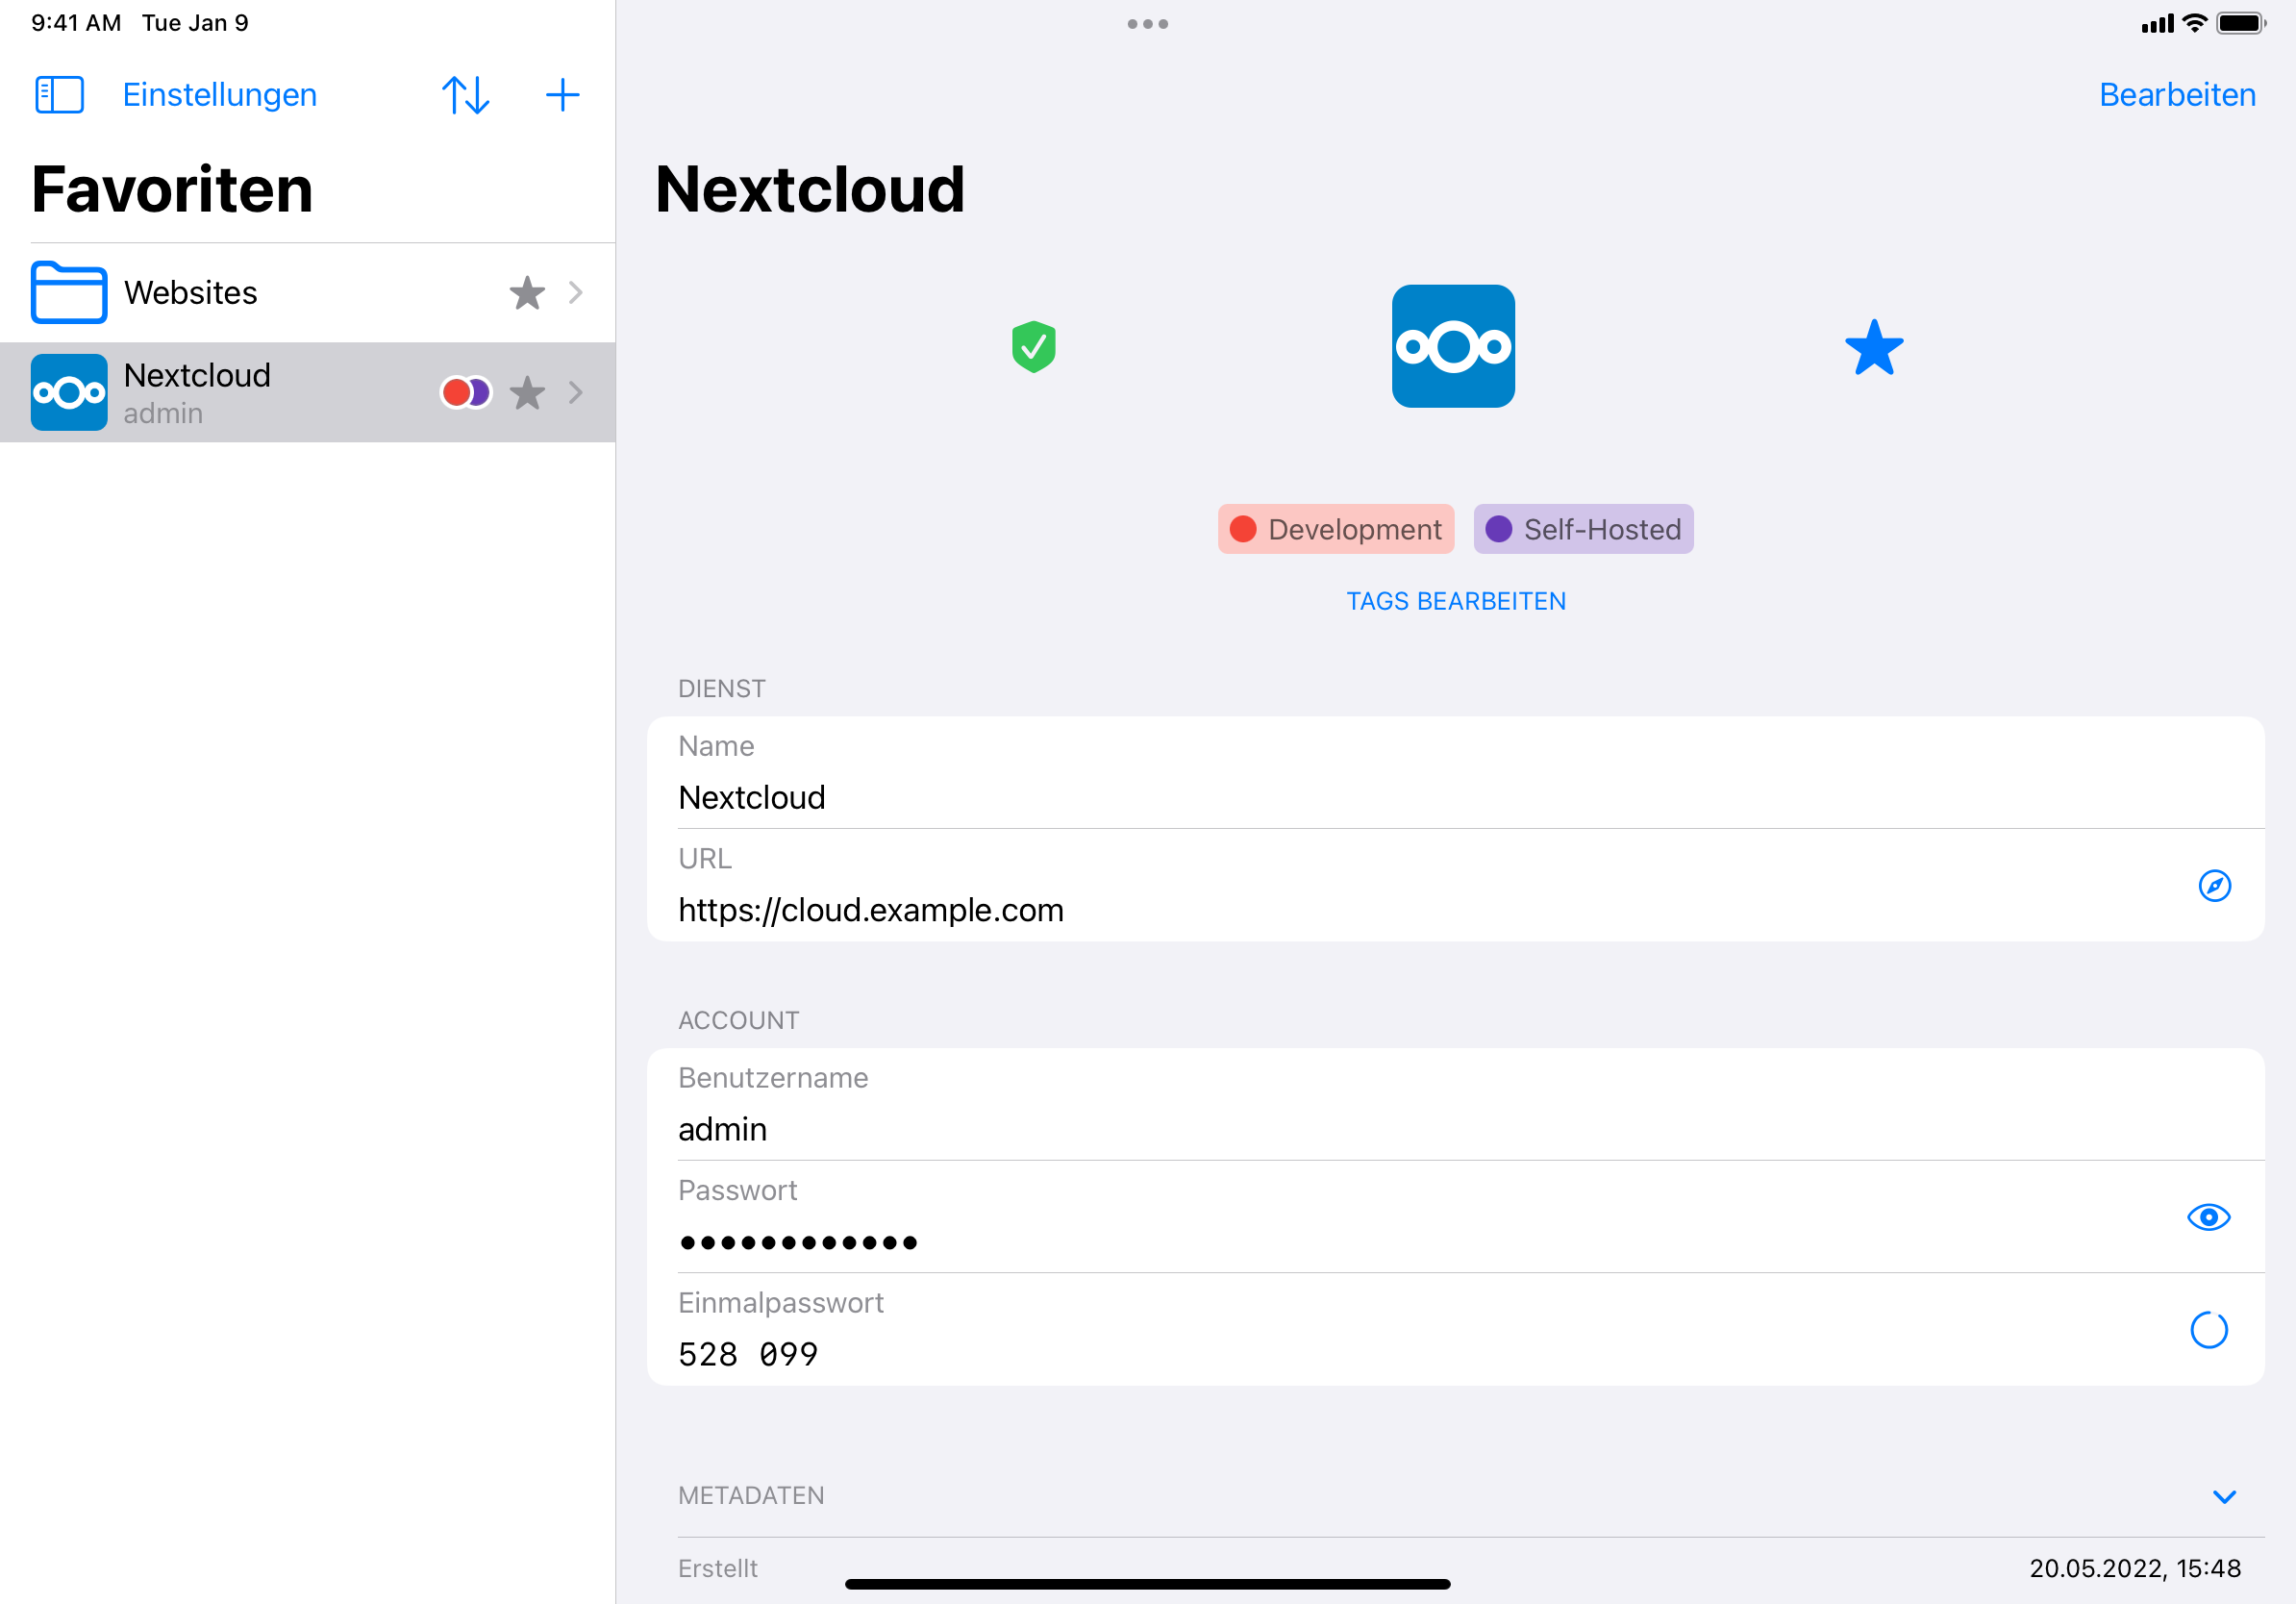 9:41 AM Tue Jan 9
Einstellungen
Favoriten
Websites
Nextcloud
admin
Bearbeiten
Nextcloud
Development Self-Hosted
TAGS BEARBEITEN
DIENST
Name
Nextcloud
URL
https://cloud.example.com
ACCOUNT
Benutzername
admin
Passwort
••••••••••••
Einmalpasswort
528 099
METADATEN
Erstellt 20.05.2022, 15:48